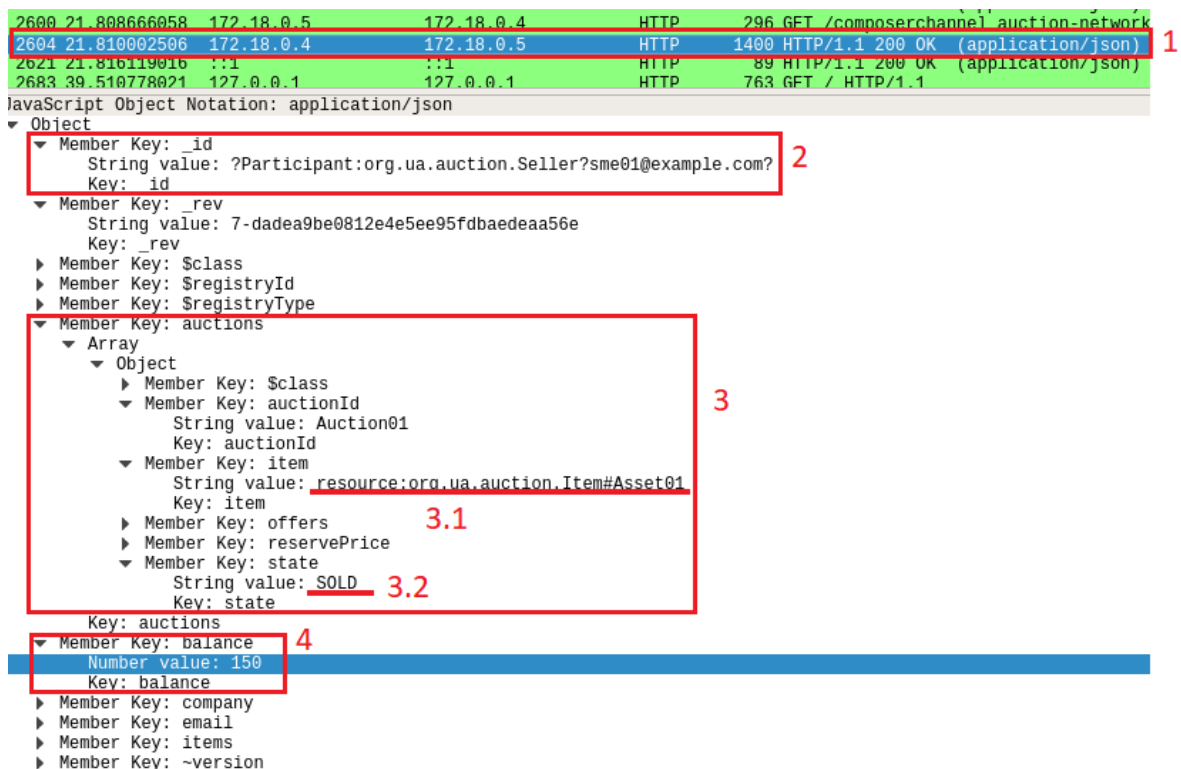 2600 21.808666058 172.18.0.5 172.18.0.4 HTTP 296 GET /composerchannel_auction-network
2604 21.810002506 172.18.0.4 172.18.0.5 HTTP 1400 HTTP/1.1 200 OK (application/json) 1
2621 21.816119016 ::1 ::1 HTTP 89 HTTP/1.1 200 OK (application/json)
2683 39.510778021 127.0.0.1 127.0.0.1 HTTP 763 GET / HTTP/1.1
JavaScript Object Notation: application/json
Object
Member Key: _id
String value: ?Participant:org.ua.auction.Seller?sme01@example.com? 2
Key: _id
Member Key: _rev
String value: 7-dadea9be0812e4e5ee95fdbaedeaa56e
Key: _rev
Member Key: $class
Member Key: $registryId
Member Key: $registryType
Member Key: auctions
Array
Object
Member Key: $class
Member Key: auctionId 3
String value: Auction01
Key: auctionId
Member Key: item
String value: resource:org.ua.auction.Item#Asset01
Key: item
Member Key: offers 3.1
Member Key: reservePrice
Member Key: state
String value: SOLD 3.2
Key: state
Key: auctions
Member Key: balance 4
Number value: 150
Key: balance
Member Key: company
Member Key: email
Member Key: items
Member Key: ~version